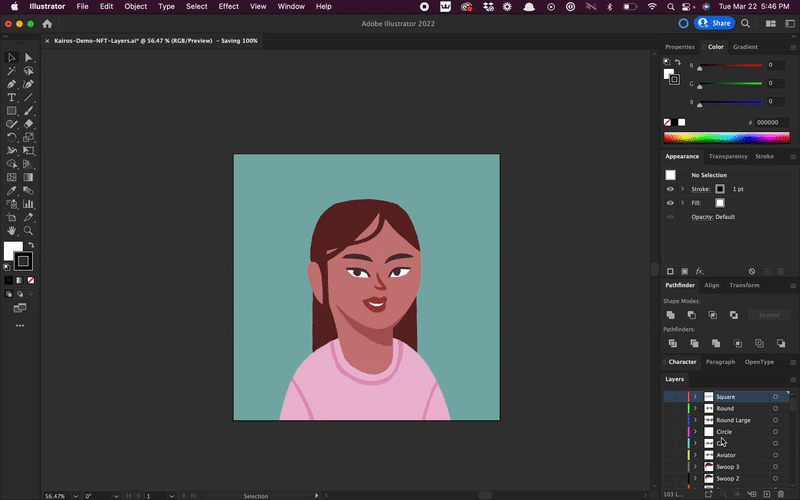 Illustrator File Edit Object Type Select Effect View Window Help Tue Mar 22 5:46 PM
Adobe Illustrator 2022 Share
× Kairos-Demo-NFT-Layers.ai* @ 56.47 % (RGB/Preview) - Saving 100%
Properties Color Gradient
R 0
G 0
B 0
# 000000
Appearance Transparency Stroke
No Selection
Stroke: 1 pt
Fill:
Opacity: Default
Pathfinder Align Transform
Shape Modes:
Expand
Pathfinders:
Character Paragraph OpenType
Layers
Square
Round
Round Large
Circle
Aviator
Swoop 3
Swoop 2
103 L...
56.47% 0° 1 Selection